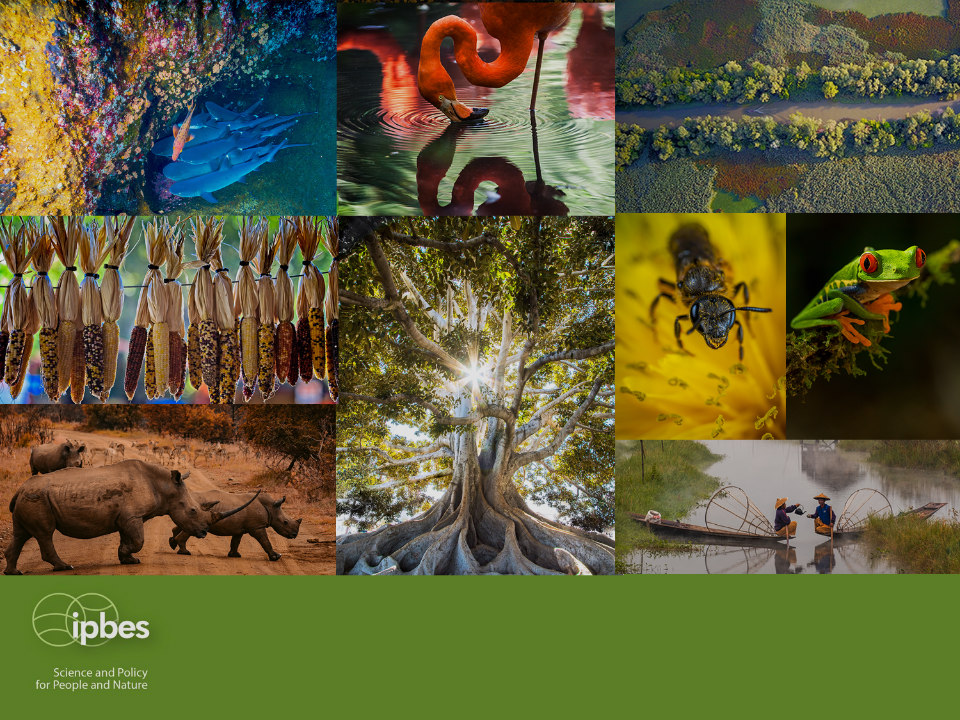 ipbes
Science and Policy
for People and Nature